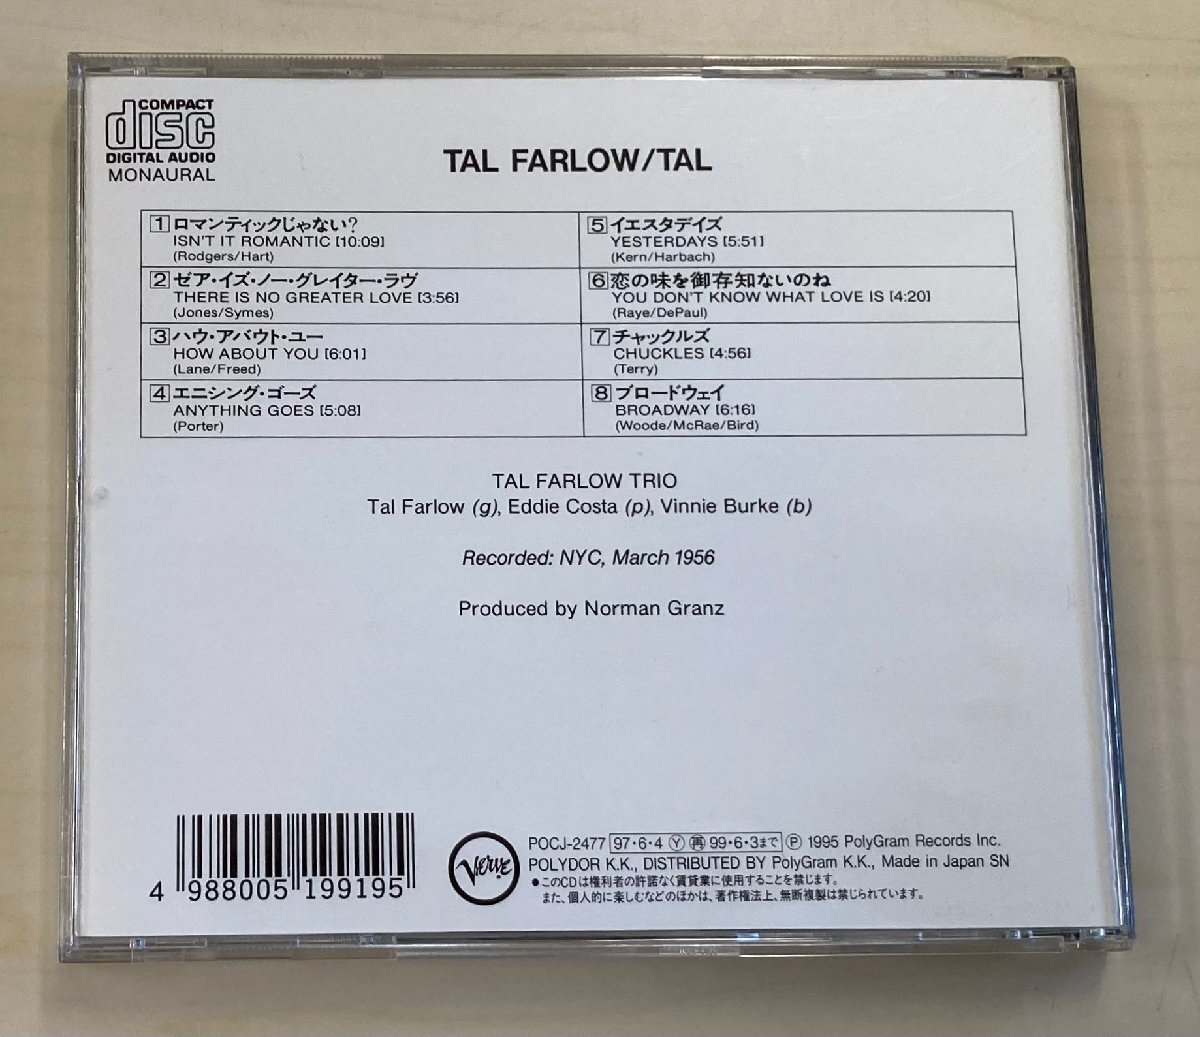 COMPACT
disc
DIGITAL AUDIO
MONAURAL
TAL FARLOW/TAL
1 ロマンティックじゃない?
ISN'T IT ROMANTIC [10:09]
(Rodgers/Hart)
2 ゼア・イズ・ノー・グレイター・ラヴ
THERE IS NO GREATER LOVE [3:56]
(Jones/Symes)
3 ハウ・アバウト・ユー
HOW ABOUT YOU [6:01]
(Lane/Freed)
4 エニシング・ゴーズ
ANYTHING GOES [5:08]
(Porter)
5 イエスタデイズ
YESTERDAYS [5:51]
(Kern/Harbach)
6 恋の味を御存知ないのね
YOU DON'T KNOW WHAT LOVE IS [4:20]
(Raye/DePaul)
7 チャックルズ
CHUCKLES [4:56]
(Terry)
8 ブロードウェイ
BROADWAY [6:16]
(Woode/McRae/Bird)
TAL FARLOW TRIO
Tal Farlow (g), Eddie Costa (p), Vinnie Burke (b)
Recorded: NYC, March 1956
Produced by Norman Granz
4 988005 199195
VERVE
POCJ-2477 97・6・4 Ⓨ ㊢ 99・6・3まで Ⓟ 1995 PolyGram Records Inc.
POLYDOR K.K., DISTRIBUTED BY PolyGram K.K., Made in Japan SN
●このCDは権利者の許諾なく賃貸業に使用することを禁じます。
また、個人的に楽しむなどのほかは、著作権法上、無断複製は禁じられています。